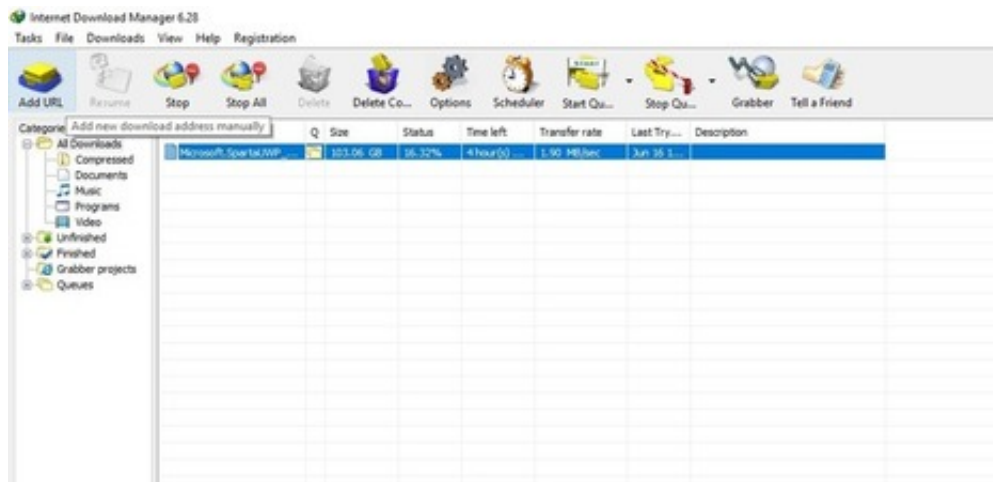 Internet Download Manager 6.28
Tasks File Downloads View Help Registration
Add URL Resume Stop Stop All Delete Delete Co... Options Scheduler Start Qu... Stop Qu... Grabber Tell a Friend
Categorie
Add new download address manually
Q Size Status Time left Transfer rate Last Try... Description
All Downloads
Microsoft.SpartaUWP_... 103.06 GB 16.32% 4 hour(s) ... 1.90 MB/sec Jun 16 1...
Compressed
Documents
Music
Programs
Video
Unfinished
Finished
Grabber projects
Queues